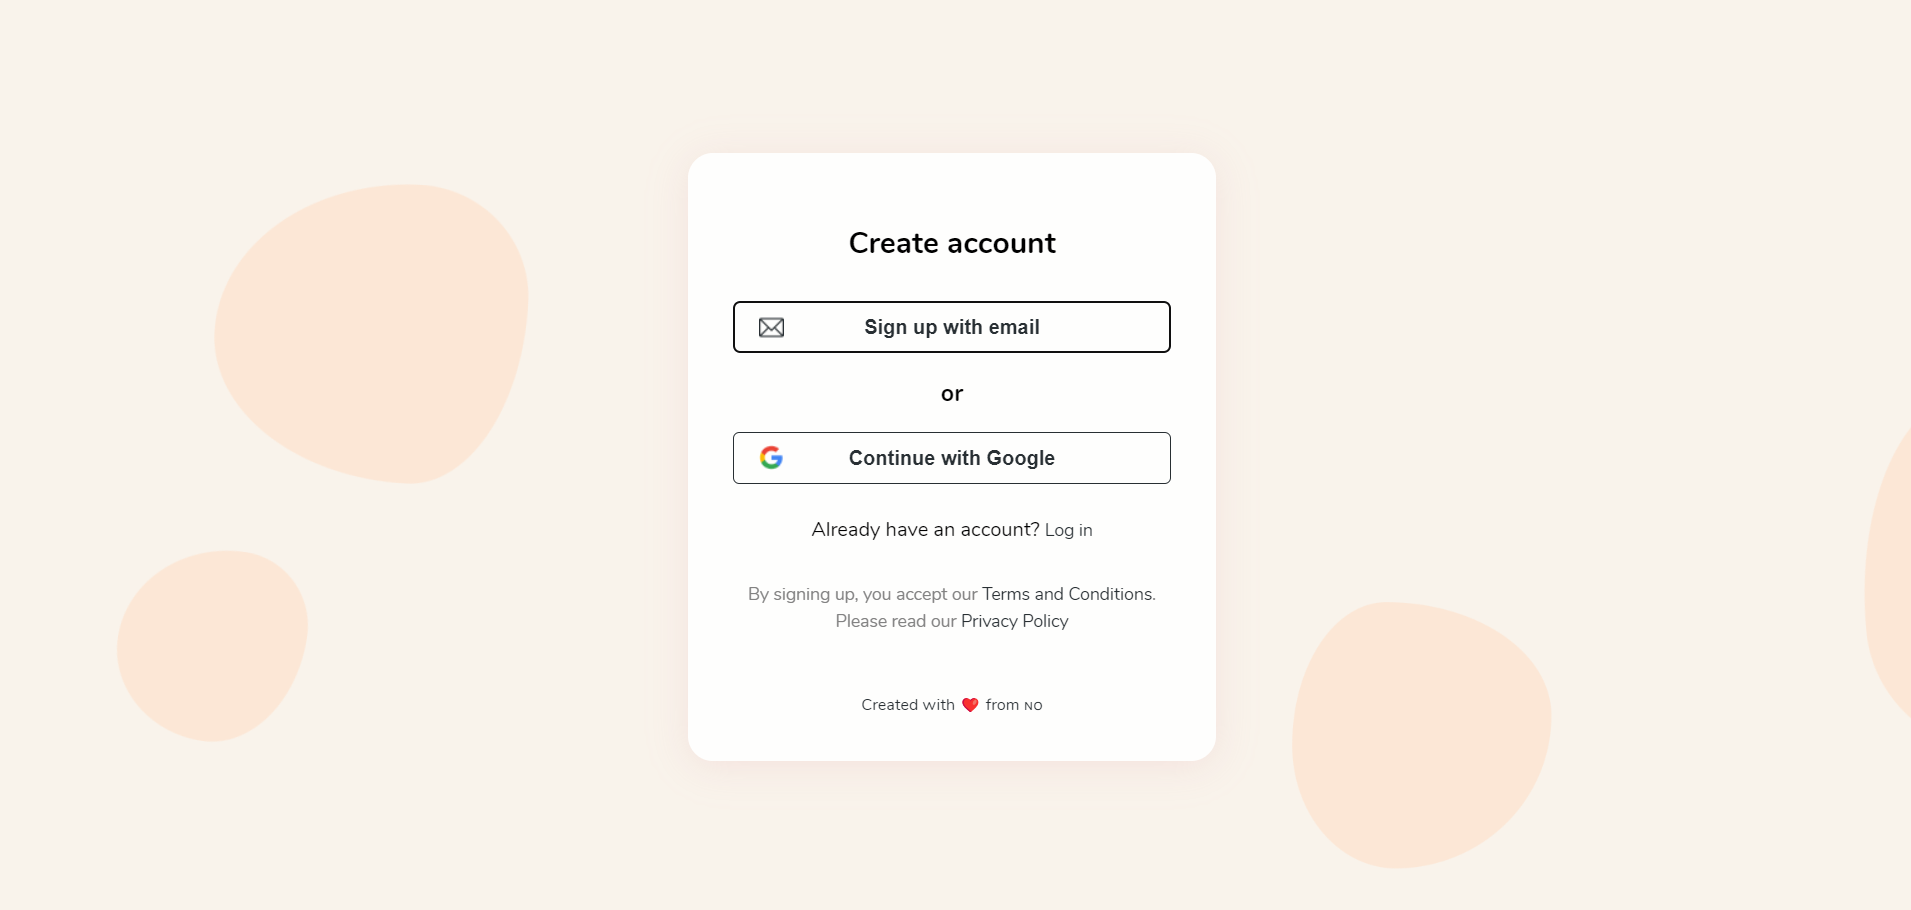 Create account
Sign up with email
or
Continue with Google
Already have an account? Log in
By signing up, you accept our Terms and Conditions.
Please read our Privacy Policy
Created with ❤️ from NO